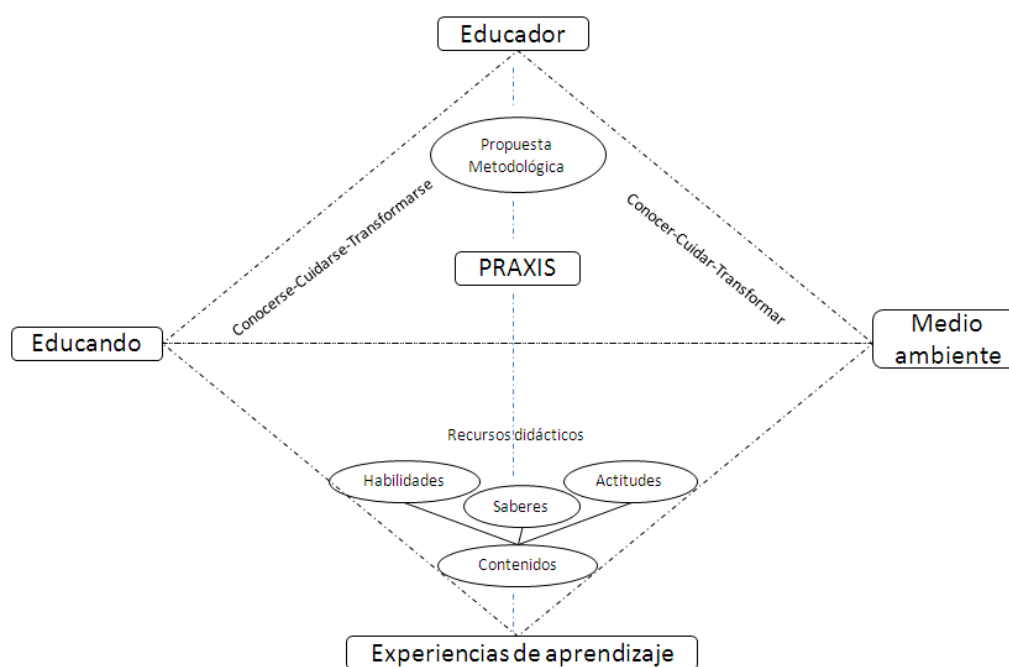 Educador
Propuesta
Metodológica
Conocerse-Cuidarse-Transformarse
Conocer-Cuidar-Transformar
PRAXIS
Educando
Medio
ambiente
Recursos didácticos
Habilidades
Actitudes
Saberes
Contenidos
Experiencias de aprendizaje